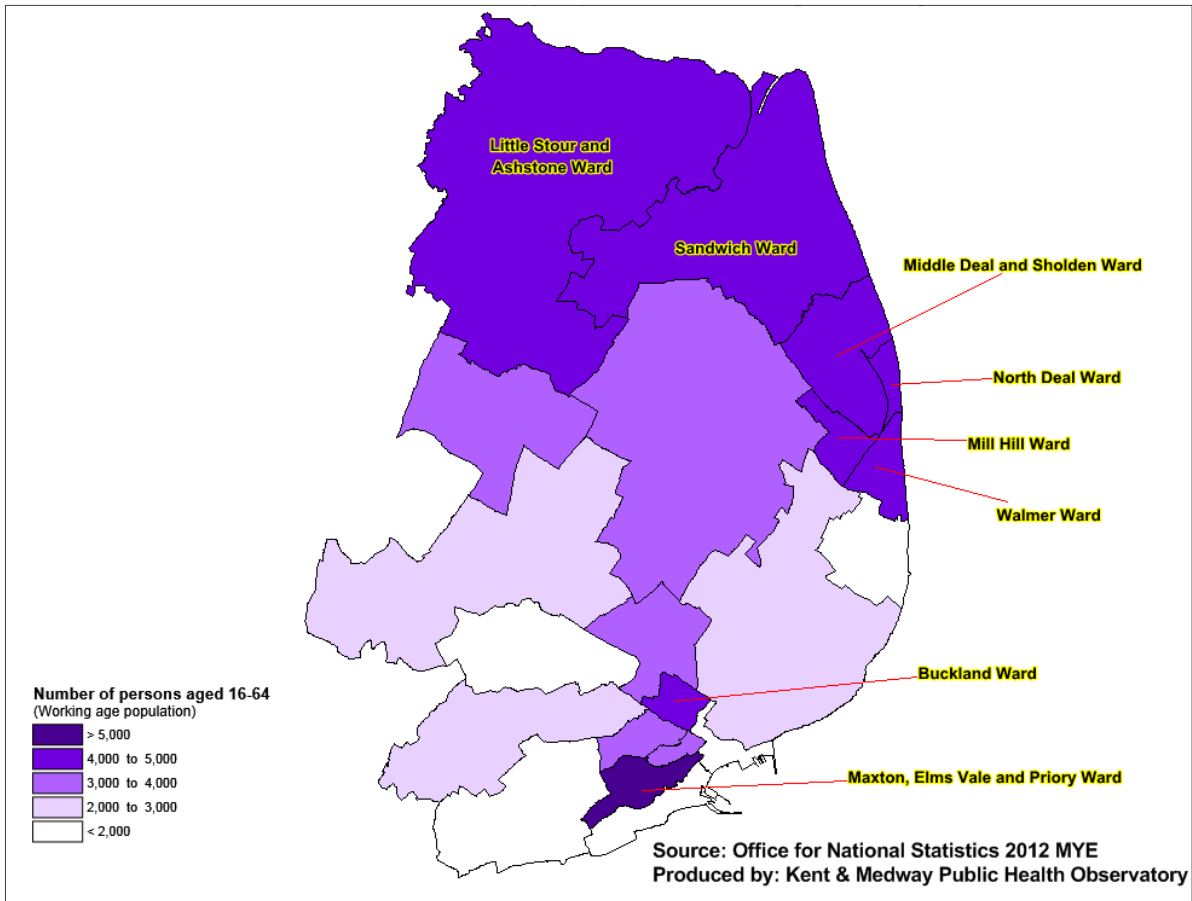 Little Stour and
Ashstone Ward
Sandwich Ward
Middle Deal and Sholden Ward
North Deal Ward
Mill Hill Ward
Walmer Ward
Buckland Ward
Maxton, Elms Vale and Priory Ward
Number of persons aged 16-64
(Working age population)
> 5,000
4,000 to 5,000
3,000 to 4,000
2,000 to 3,000
< 2,000
Source: Office for National Statistics 2012 MYE
Produced by: Kent & Medway Public Health Observatory